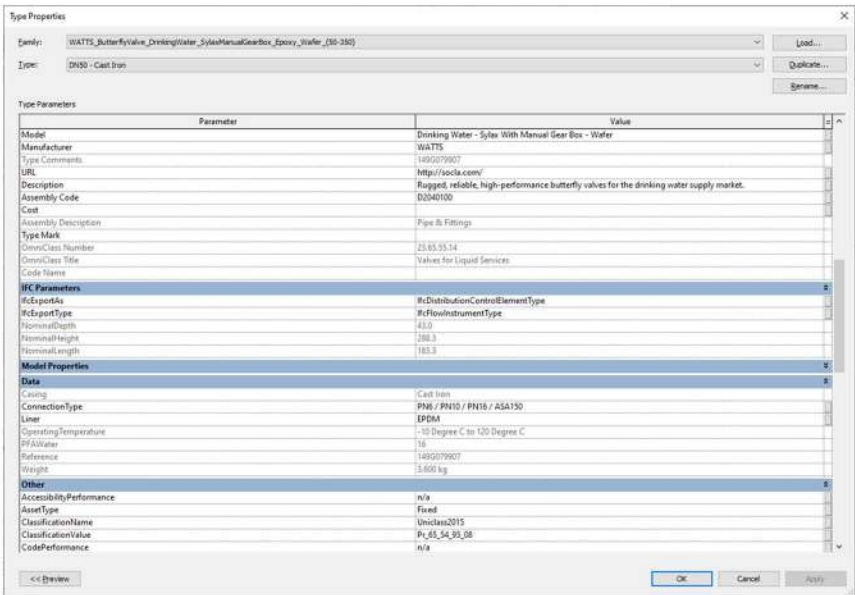 Type Properties
Family: WATTS_ButterflyValve_DrinkingWater_SylaxManualGearBox_Epoxy_Wafer_(50-350) Load...
Type: DN50 - Cast Iron Duplicate...
Rename...
Type Parameters
Parameter Value =
Model Drinking Water - Sylax With Manual Gear Box - Wafer
Manufacturer WATTS
Type Comments 149G079907
URL http://socla.com/
Description Rugged, reliable, high-performance butterfly valves for the drinking water supply market.
Assembly Code D2040100
Cost
Assembly Description Pipe & Fittings
Type Mark
OmniClass Number 23.65.55.14
OmniClass Title Valves for Liquid Services
Code Name
IFC Parameters
IfcExportAs IfcDistributionControlElementType
IfcExportType IfcFlowInstrumentType
NominalDepth 43.0
NominalHeight 288.3
NominalLength 183.3
Model Properties
Data
Casing Cast Iron
ConnectionType PN6 / PN10 / PN16 / ASA150
Liner EPDM
OperatingTemperature -10 Degree C to 120 Degree C
PFAWater 16
Reference 149G079907
Weight 3.600 kg
Other
AccessibilityPerformance n/a
AssetType Fixed
ClassificationName Uniclass2015
ClassificationValue Pr_65_54_95_08
CodePerformance n/a
<< Preview OK Cancel Apply